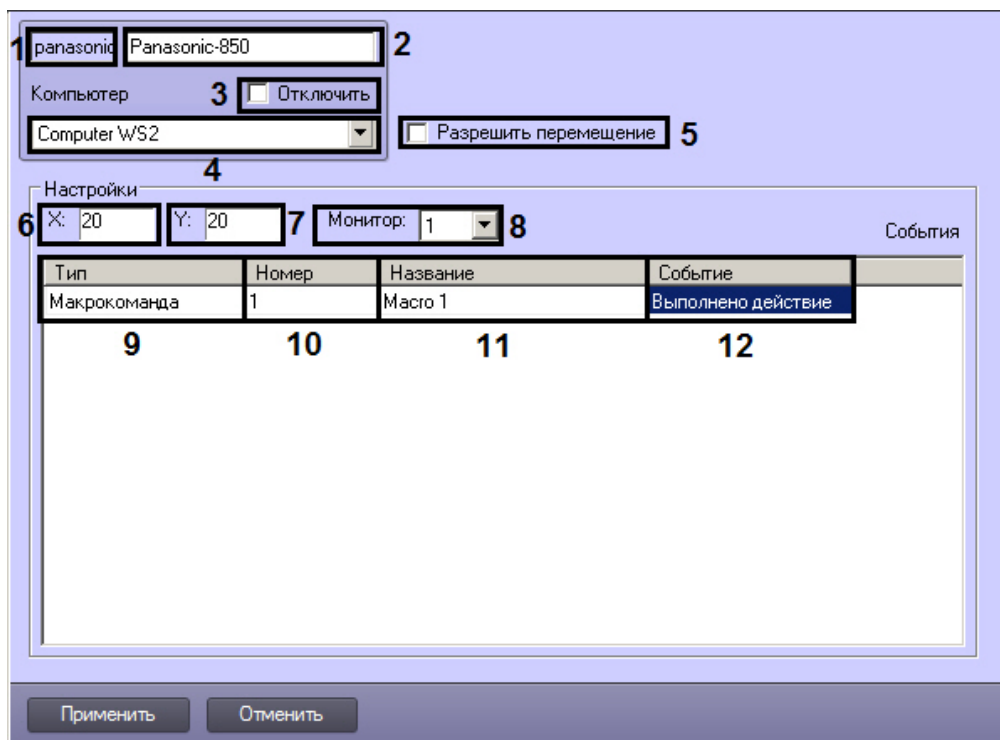 1 panasonic Panasonic-850 2
Компьютер 3 Отключить
Computer WS2 Разрешить перемещение 5
4
Настройки
6 X: 20 Y: 20 7 Монитор: 1 8
События
Тип Номер Название Событие
Макрокоманда 1 Macro 1 Выполнено действие
9 10 11 12
Применить Отменить